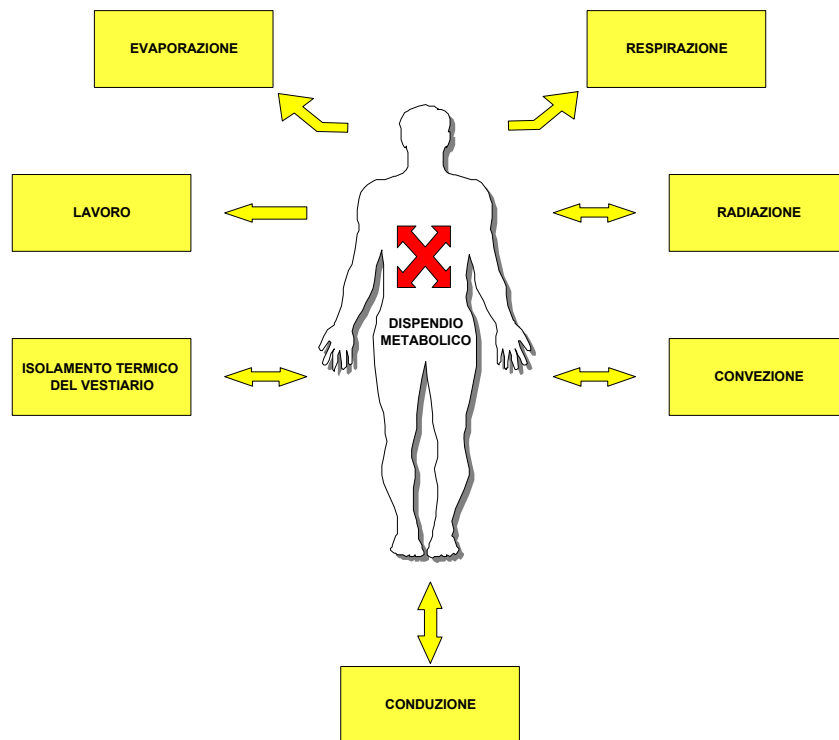 EVAPORAZIONE
RESPIRAZIONE
LAVORO
RADIAZIONE
DISPENDIO
METABOLICO
ISOLAMENTO TERMICO
DEL VESTIARIO
CONVEZIONE
CONDUZIONE